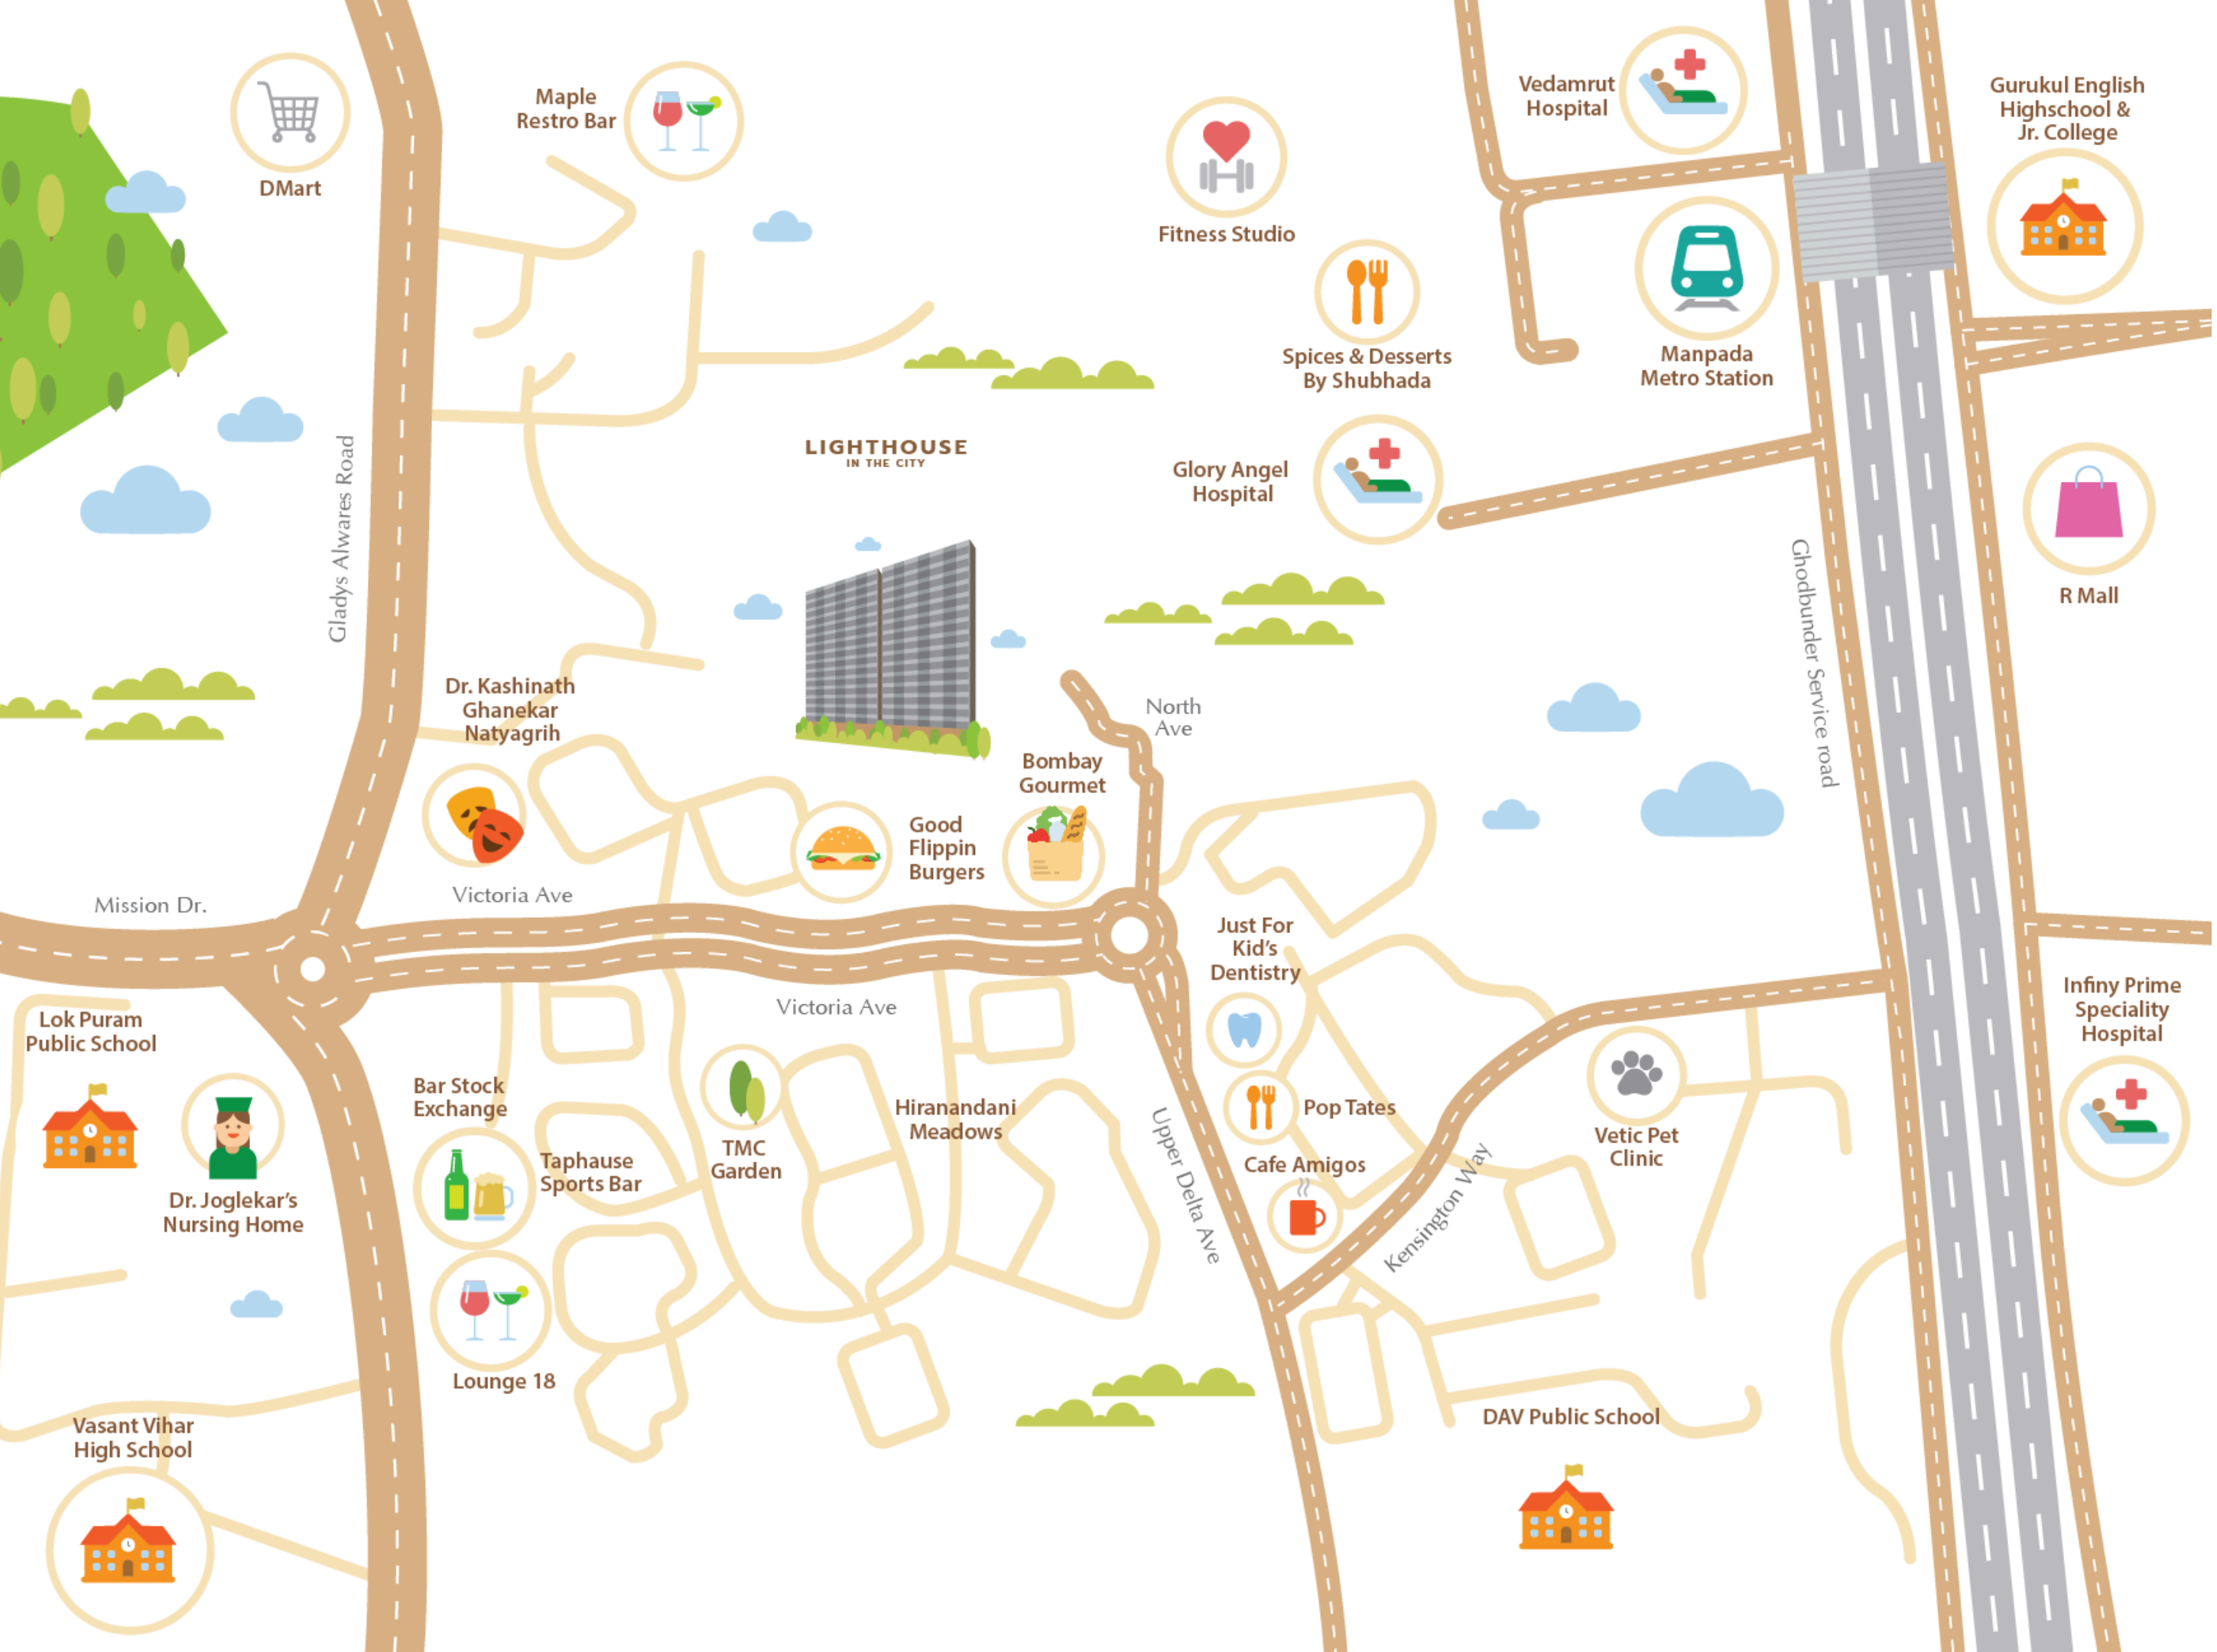 Vedamrut
Hospital
Gurukul English
Highschool &
Jr. College
Maple
Restro Bar
DMart
Fitness Studio
Spices & Desserts
By Shubhada
Manpada
Metro Station
Gladys Alwares Road
LIGHTHOUSE
IN THE CITY
Glory Angel
Hospital
Ghodbunder Service road
R Mall
Dr. Kashinath
Ghanekar
Natyagrih
North
Ave
Bombay
Gourmet
Good
Flippin
Burgers
Mission Dr.
Victoria Ave
Just For
Kid's
Dentistry
Victoria Ave
Infiny Prime
Speciality
Hospital
Lok Puram
Public School
Bar Stock
Exchange
Hiranandani
Meadows
Upper Delta Ave
Pop Tates
Vetic Pet
Clinic
TMC
Garden
Taphause
Sports Bar
Cafe Amigos
Kensington Way
Dr. Joglekar's
Nursing Home
Lounge 18
Vasant Vihar
High School
DAV Public School